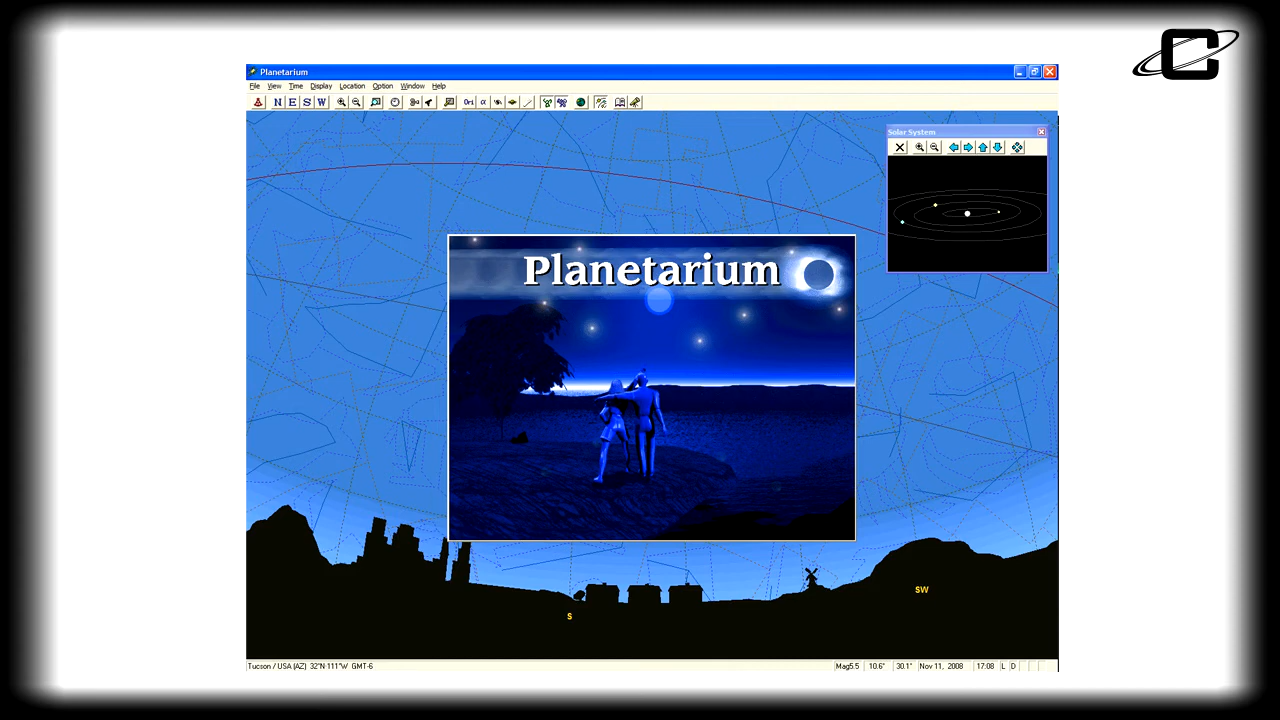 C
Planetarium
File View Time Display Location Option Window Help
N E S W Ori α
Solar System
Planetarium
SW
S
Tucson / USA (AZ) 32°N-111°W GMT-6 Mag5.5 10.6° 30.1° Nov 11, 2008 17:08 L D